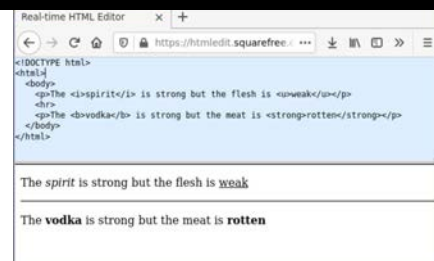 Real-time HTML Editor
https://htmledit.squarefree.c
<!DOCTYPE html>
<html>
<body>
<p>The <i>spirit</i> is strong but the flesh is <u>weak</u></p>
<hr>
<p>The <b>vodka</b> is strong but the meat is <strong>rotten</strong></p>
</body>
</html>
The spirit is strong but the flesh is weak
The vodka is strong but the meat is rotten